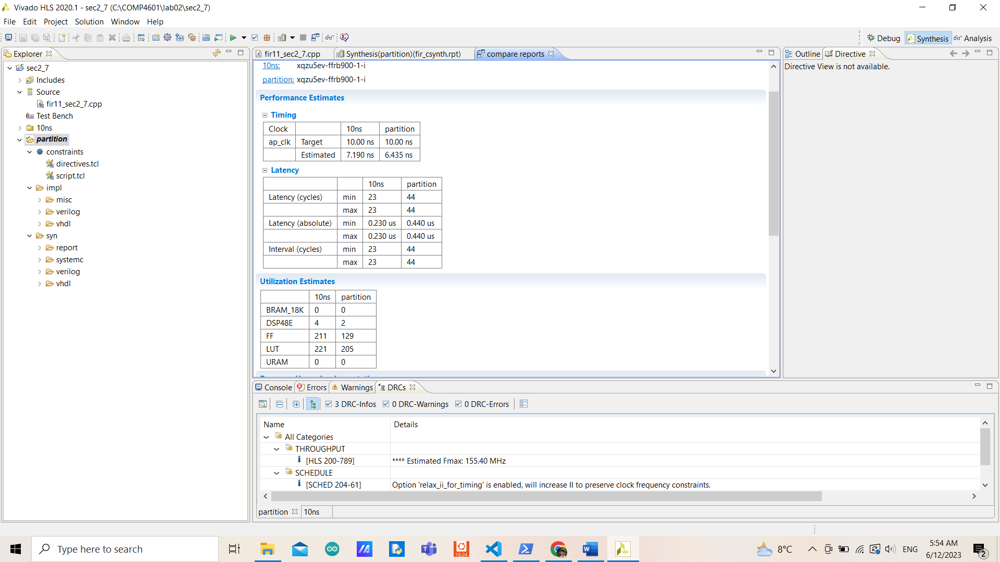 Vivado HLS 2020.1 - sec2_7 (C:\COMP4601\lab02\sec2_7)
File Edit Project Solution Window Help
Debug Synthesis Analysis
Explorer
sec2_7
Includes
Source
fir11_sec2_7.cpp
Test Bench
10ns
partition
constraints
directives.tcl
script.tcl
impl
misc
verilog
vhdl
syn
report
systemc
verilog
vhdl
fir11_sec2_7.cpp Synthesis(partition)(fir_csynth.rpt) compare reports
10ns: xqzu5ev-ffrb900-1-i
partition: xqzu5ev-ffrb900-1-i
Performance Estimates
Timing
Clock 10ns partition
ap_clk Target 10.00 ns 10.00 ns
Estimated 7.190 ns 6.435 ns
Latency
10ns partition
Latency (cycles) min 23 44
max 23 44
Latency (absolute) min 0.230 us 0.440 us
max 0.230 us 0.440 us
Interval (cycles) min 23 44
max 23 44
Utilization Estimates
10ns partition
BRAM_18K 0 0
DSP48E 4 2
FF 211 129
LUT 221 205
URAM 0 0
Outline Directive
Directive View is not available.
Console Errors Warnings DRCs
3 DRC-Infos 0 DRC-Warnings 0 DRC-Errors
Name Details
All Categories
THROUGHPUT
[HLS 200-789] **** Estimated Fmax: 155.40 MHz
SCHEDULE
[SCHED 204-61] Option 'relax_ii_for_timing' is enabled, will increase II to preserve clock frequency constraints.
partition 10ns
Type here to search
18.04
8°C
ENG
5:54 AM
6/12/2023
2